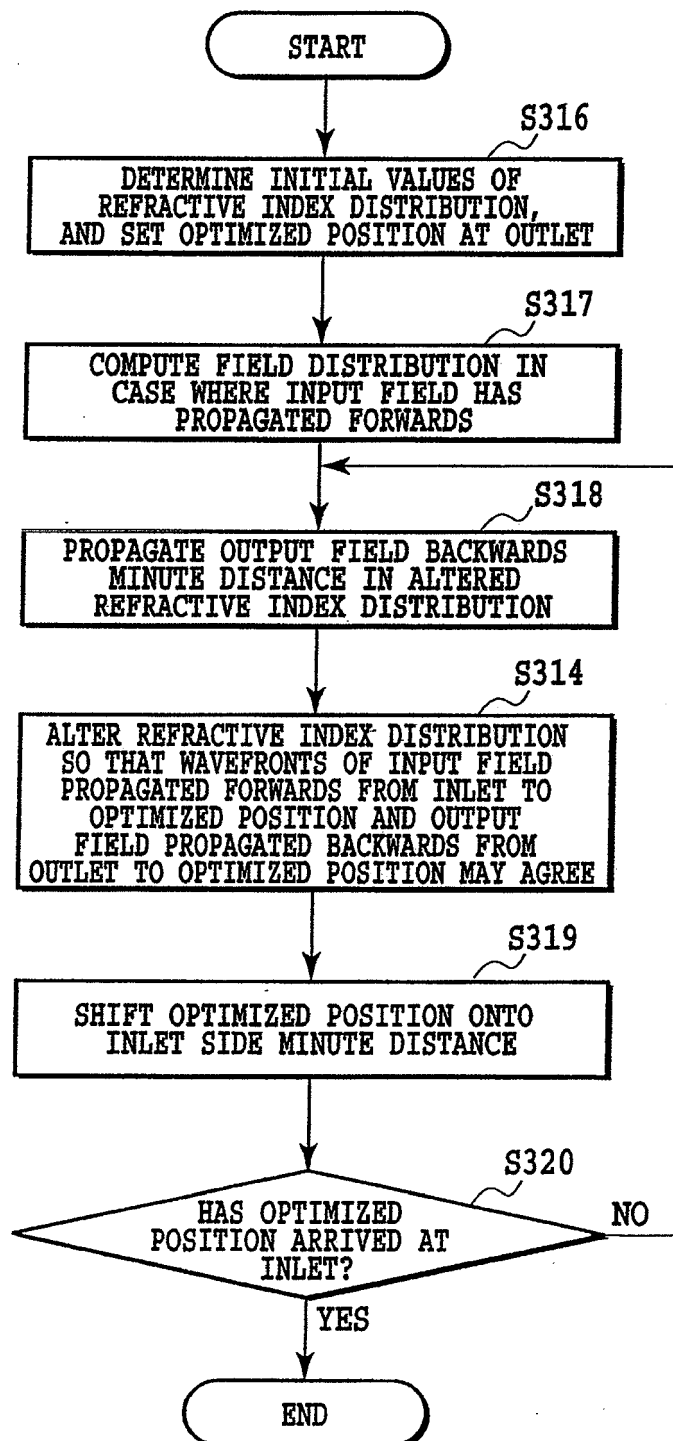 START
S316
DETERMINE INITIAL VALUES OF
REFRACTIVE INDEX DISTRIBUTION,
AND SET OPTIMIZED POSITION AT OUTLET
S317
COMPUTE FIELD DISTRIBUTION IN
CASE WHERE INPUT FIELD HAS
PROPAGATED FORWARDS
S318
PROPAGATE OUTPUT FIELD BACKWARDS
MINUTE DISTANCE IN ALTERED
REFRACTIVE INDEX DISTRIBUTION
S314
ALTER REFRACTIVE INDEX DISTRIBUTION
SO THAT WAVEFRONTS OF INPUT FIELD
PROPAGATED FORWARDS FROM INLET TO
OPTIMIZED POSITION AND OUTPUT
FIELD PROPAGATED BACKWARDS FROM
OUTLET TO OPTIMIZED POSITION MAY AGREE
S319
SHIFT OPTIMIZED POSITION ONTO
INLET SIDE MINUTE DISTANCE
S320
HAS OPTIMIZED
POSITION ARRIVED AT
INLET?
NO
YES
END